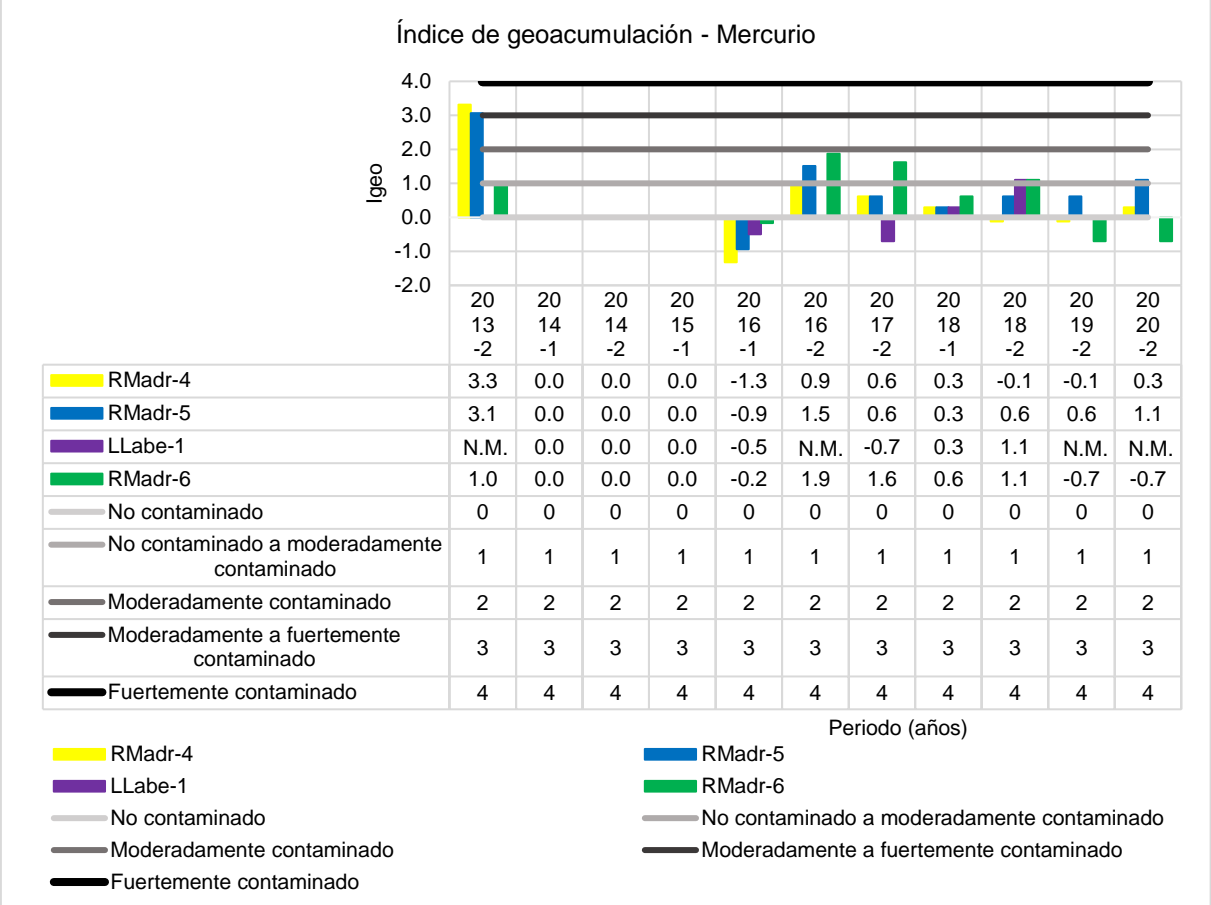 Índice de geoacumulación - Mercurio
4.0
3.0
2.0
1.0
0.0
-1.0
-2.0
Igeo
20 20 20 20 20 20 20 20 20 20 20
13 14 14 15 16 16 17 18 18 19 20
-2 -1 -2 -1 -1 -2 -2 -1 -2 -2 -2
RMadr-4 3.3 0.0 0.0 0.0 -1.3 0.9 0.6 0.3 -0.1 -0.1 0.3
RMadr-5 3.1 0.0 0.0 0.0 -0.9 1.5 0.6 0.3 0.6 0.6 1.1
LLabe-1 N.M. 0.0 0.0 0.0 -0.5 N.M. -0.7 0.3 1.1 N.M. N.M.
RMadr-6 1.0 0.0 0.0 0.0 -0.2 1.9 1.6 0.6 1.1 -0.7 -0.7
No contaminado 0 0 0 0 0 0 0 0 0 0 0
No contaminado a moderadamente
contaminado 1 1 1 1 1 1 1 1 1 1 1
Moderadamente contaminado 2 2 2 2 2 2 2 2 2 2 2
Moderadamente a fuertemente
contaminado 3 3 3 3 3 3 3 3 3 3 3
Fuertemente contaminado 4 4 4 4 4 4 4 4 4 4 4
Periodo (años)
RMadr-4 RMadr-5
LLabe-1 RMadr-6
No contaminado No contaminado a moderadamente contaminado
Moderadamente contaminado Moderadamente a fuertemente contaminado
Fuertemente contaminado